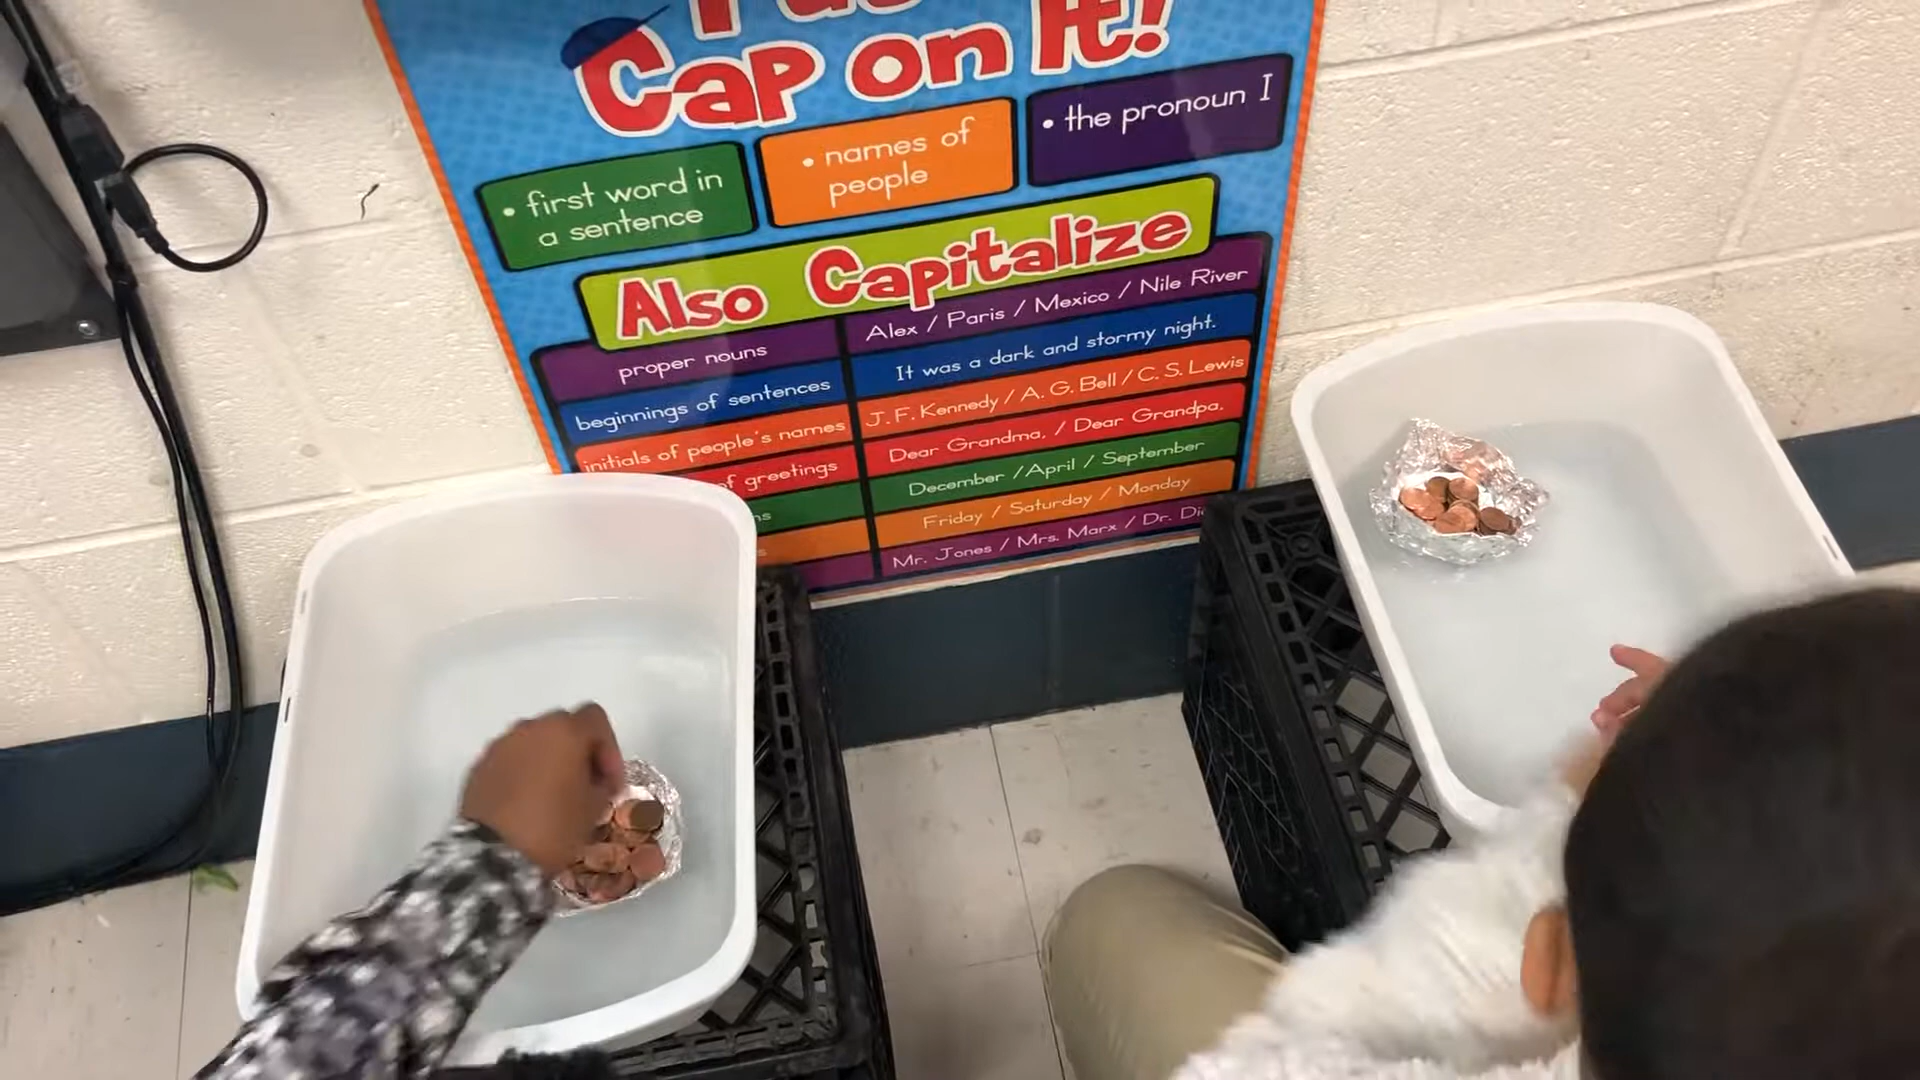 Cap on It!
• first word in
a sentence
• names of
people
• the pronoun I
Also Capitalize
proper nouns
Alex / Paris / Mexico / Nile River
beginnings of sentences
It was a dark and stormy night.
initials of people's names
J. F. Kennedy / A. G. Bell / C. S. Lewis
of greetings
Dear Grandma, / Dear Grandpa,
December / April / September
Friday / Saturday / Monday
Mr. Jones / Mrs. Marx / Dr.